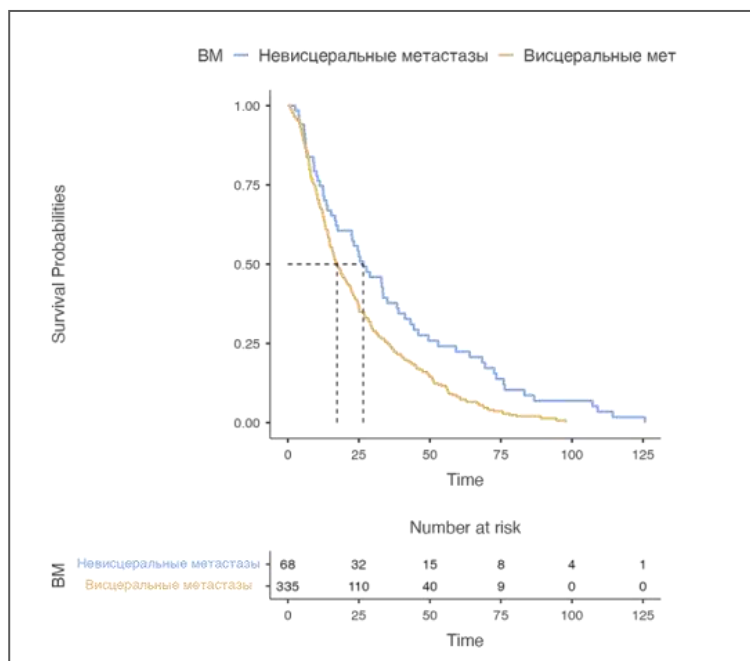 BM Невисцеральные метастазы Висцеральные мет
Survival Probabilities
1.00
0.75
0.50
0.25
0.00
0 25 50 75 100 125
Time
Number at risk
BM
Невисцеральные метастазы 68 32 15 8 4 1
Висцеральные метастазы 335 110 40 9 0 0
0 25 50 75 100 125
Time